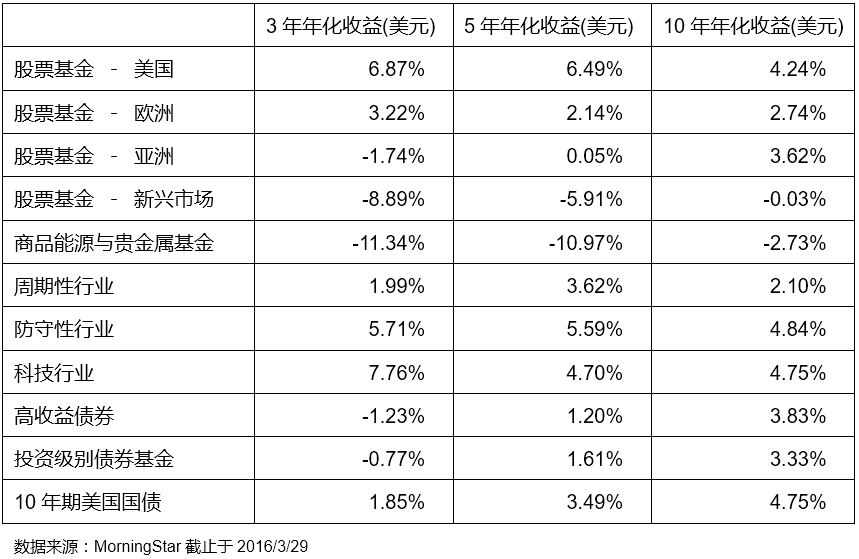 3 年年化收益(美元) 5 年年化收益(美元) 10 年年化收益(美元)
股票基金 - 美国 6.87% 6.49% 4.24%
股票基金 - 欧洲 3.22% 2.14% 2.74%
股票基金 - 亚洲 -1.74% 0.05% 3.62%
股票基金 - 新兴市场 -8.89% -5.91% -0.03%
商品能源与贵金属基金 -11.34% -10.97% -2.73%
周期性行业 1.99% 3.62% 2.10%
防守性行业 5.71% 5.59% 4.84%
科技行业 7.76% 4.70% 4.75%
高收益债券 -1.23% 1.20% 3.83%
投资级别债券基金 -0.77% 1.61% 3.33%
10 年期美国国债 1.85% 3.49% 4.75%
数据来源：MorningStar 截止于 2016/3/29